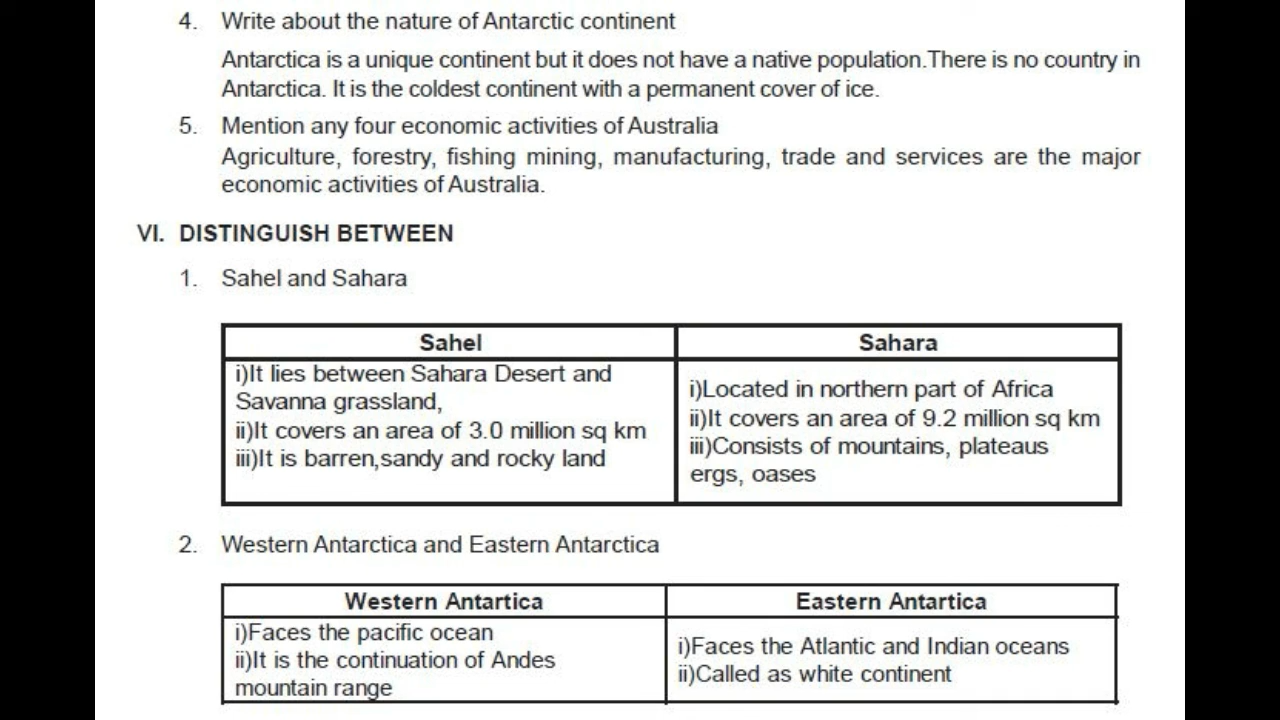 4. Write about the nature of Antarctic continent
Antarctica is a unique continent but it does not have a native population.There is no country in
Antarctica. It is the coldest continent with a permanent cover of ice.
5. Mention any four economic activities of Australia
Agriculture, forestry, fishing mining, manufacturing, trade and services are the major
economic activities of Australia.
VI. DISTINGUISH BETWEEN
1. Sahel and Sahara
Sahel
i)It lies between Sahara Desert and
Savanna grassland,
ii)It covers an area of 3.0 million sq km
iii)It is barren,sandy and rocky land
Sahara
i)Located in northern part of Africa
ii)It covers an area of 9.2 million sq km
iii)Consists of mountains, plateaus
ergs, oases
2. Western Antarctica and Eastern Antarctica
Western Antartica
i)Faces the pacific ocean
ii)It is the continuation of Andes
mountain range
Eastern Antartica
i)Faces the Atlantic and Indian oceans
ii)Called as white continent